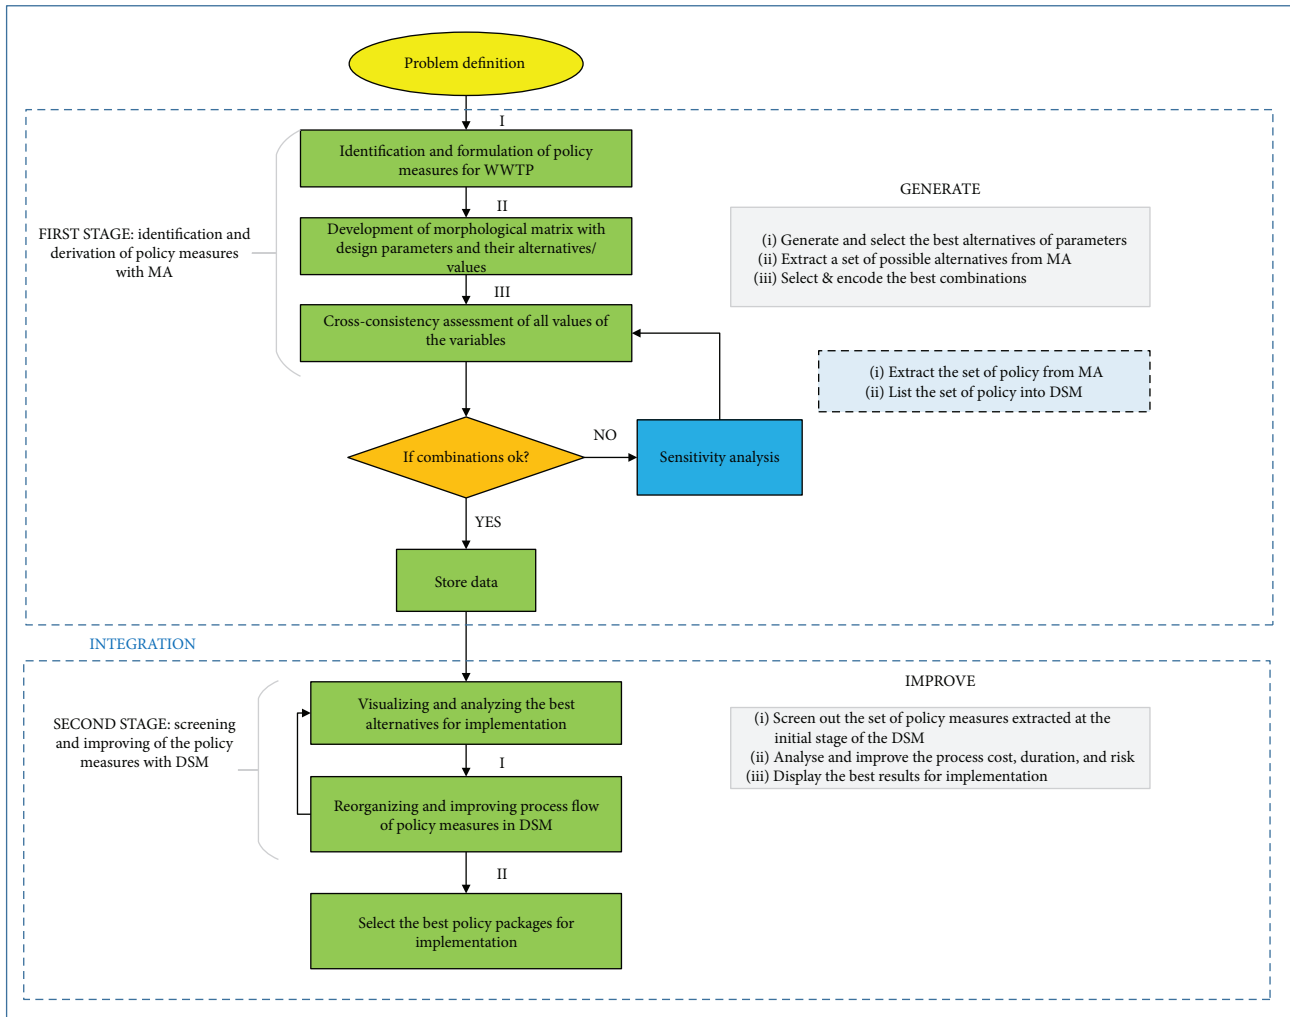 Problem definition
I
Identification and formulation of policy
measures for WWTP
II
Development of morphological matrix with
design parameters and their alternatives/
values
III
Cross-consistency assessment of all values of
the variables
FIRST STAGE: identification and
derivation of policy measures
with MA
GENERATE
(i) Generate and select the best alternatives of parameters
(ii) Extract a set of possible alternatives from MA
(iii) Select & encode the best combinations
(i) Extract the set of policy from MA
(ii) List the set of policy into DSM
If combinations ok?
NO
Sensitivity analysis
YES
Store data
INTEGRATION
Visualizing and analyzing the best
alternatives for implementation
SECOND STAGE: screening
and improving of the policy
measures with DSM
I
Reorganizing and improving process flow
of policy measures in DSM
II
Select the best policy packages for
implementation
IMPROVE
(i) Screen out the set of policy measures extracted at the
initial stage of the DSM
(ii) Analyse and improve the process cost, duration, and risk
(iii) Display the best results for implementation